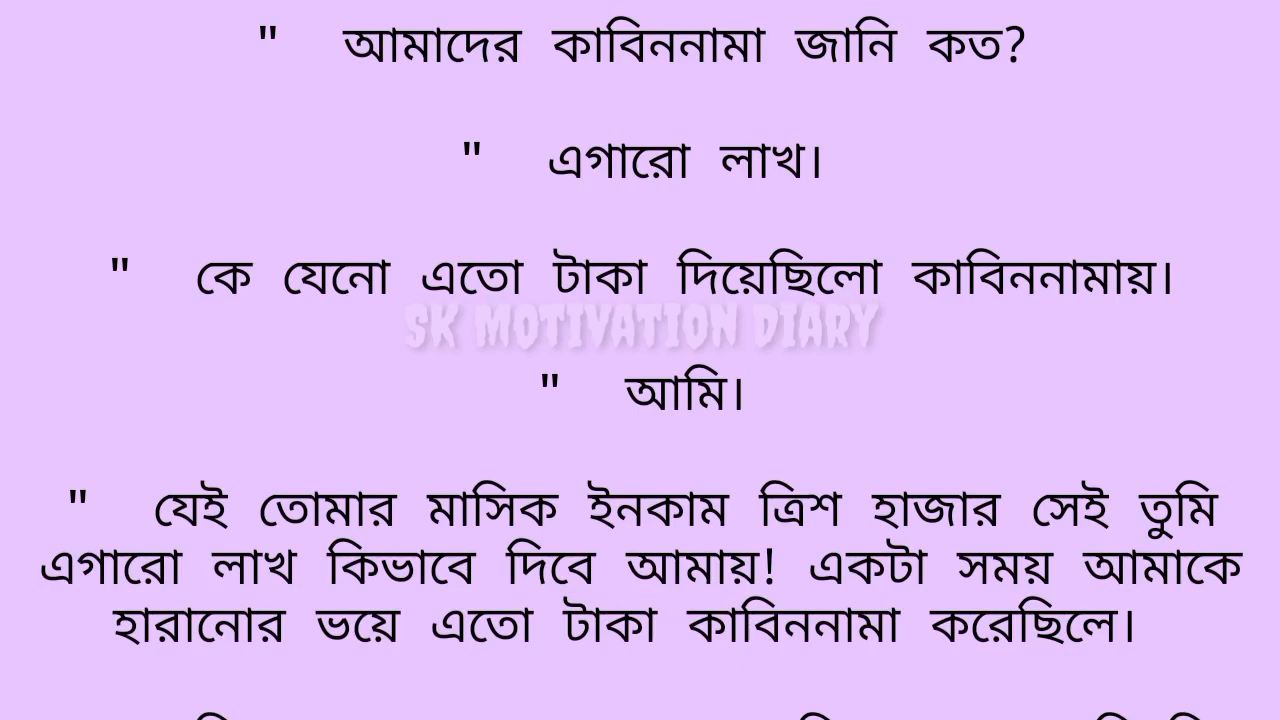 " আমাদের কাবিননামা জানি কত?
" এগারো লাখ।
" কে যেনো এতো টাকা দিয়েছিলো কাবিননামায়।
SK MOTIVATION DIARY
" আমি।
" যেই তোমার মাসিক ইনকাম ত্রিশ হাজার সেই তুমি
এগারো লাখ কিভাবে দিবে আমায়! একটা সময় আমাকে
হারানোর ভয়ে এতো টাকা কাবিননামা করেছিলে।